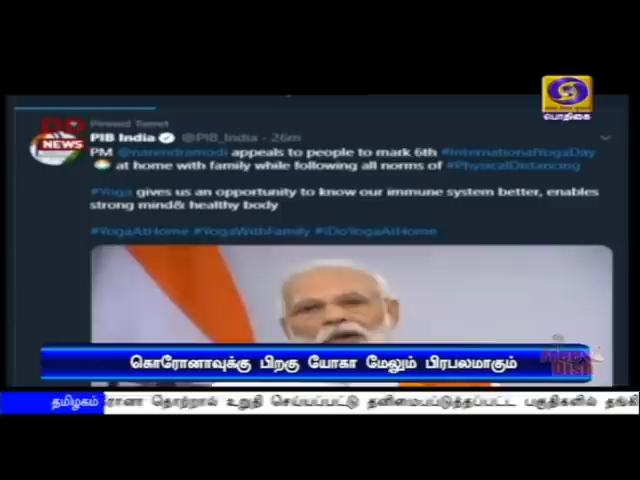 பொதிகை
DD
NEWS
Pinned Tweet
PIB India @PIB_India - 26m
PM @narendramodi appeals to people to mark 6th #InternationalYogaDay
at home with family while following all norms of #PhysicalDistancing
#Yoga gives us an opportunity to know our immune system better, enables
strong mind& healthy body
#YogaAtHome #YogaWithFamily #IDoYogaAtHome
கொரோனாவுக்கு பிறகு யோகா மேலும் பிரபலமாகும்
தமிழகம் ரோனா தொற்றால் உறுதி செய்யப்பட்டு தனிமைபடுத்தப்பட்ட பகுதிகளில் தங்கி